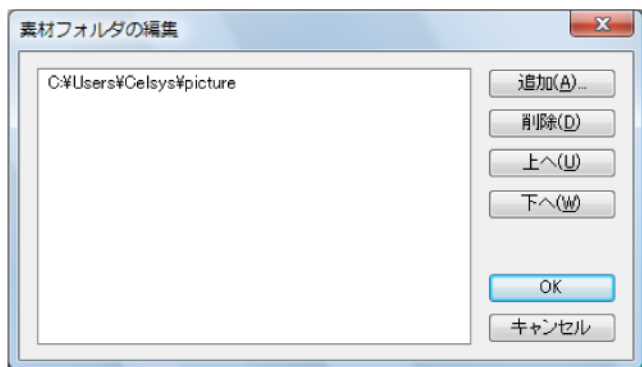 素材フォルダの編集
C:¥Users¥Celsys¥picture
追加(A)...
削除(D)
上へ(U)
下へ(W)
OK
キャンセル